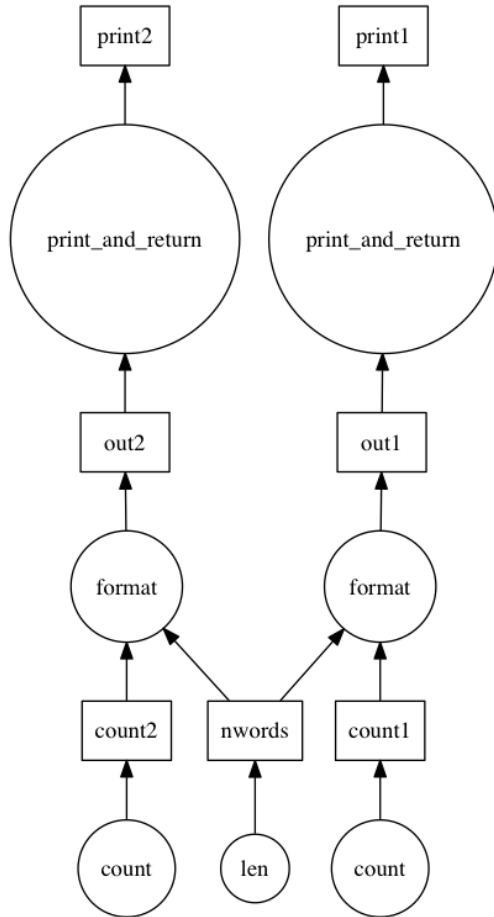 print2
print1
print_and_return
print_and_return
out2
out1
format
format
count2
nwords
count1
count
len
count